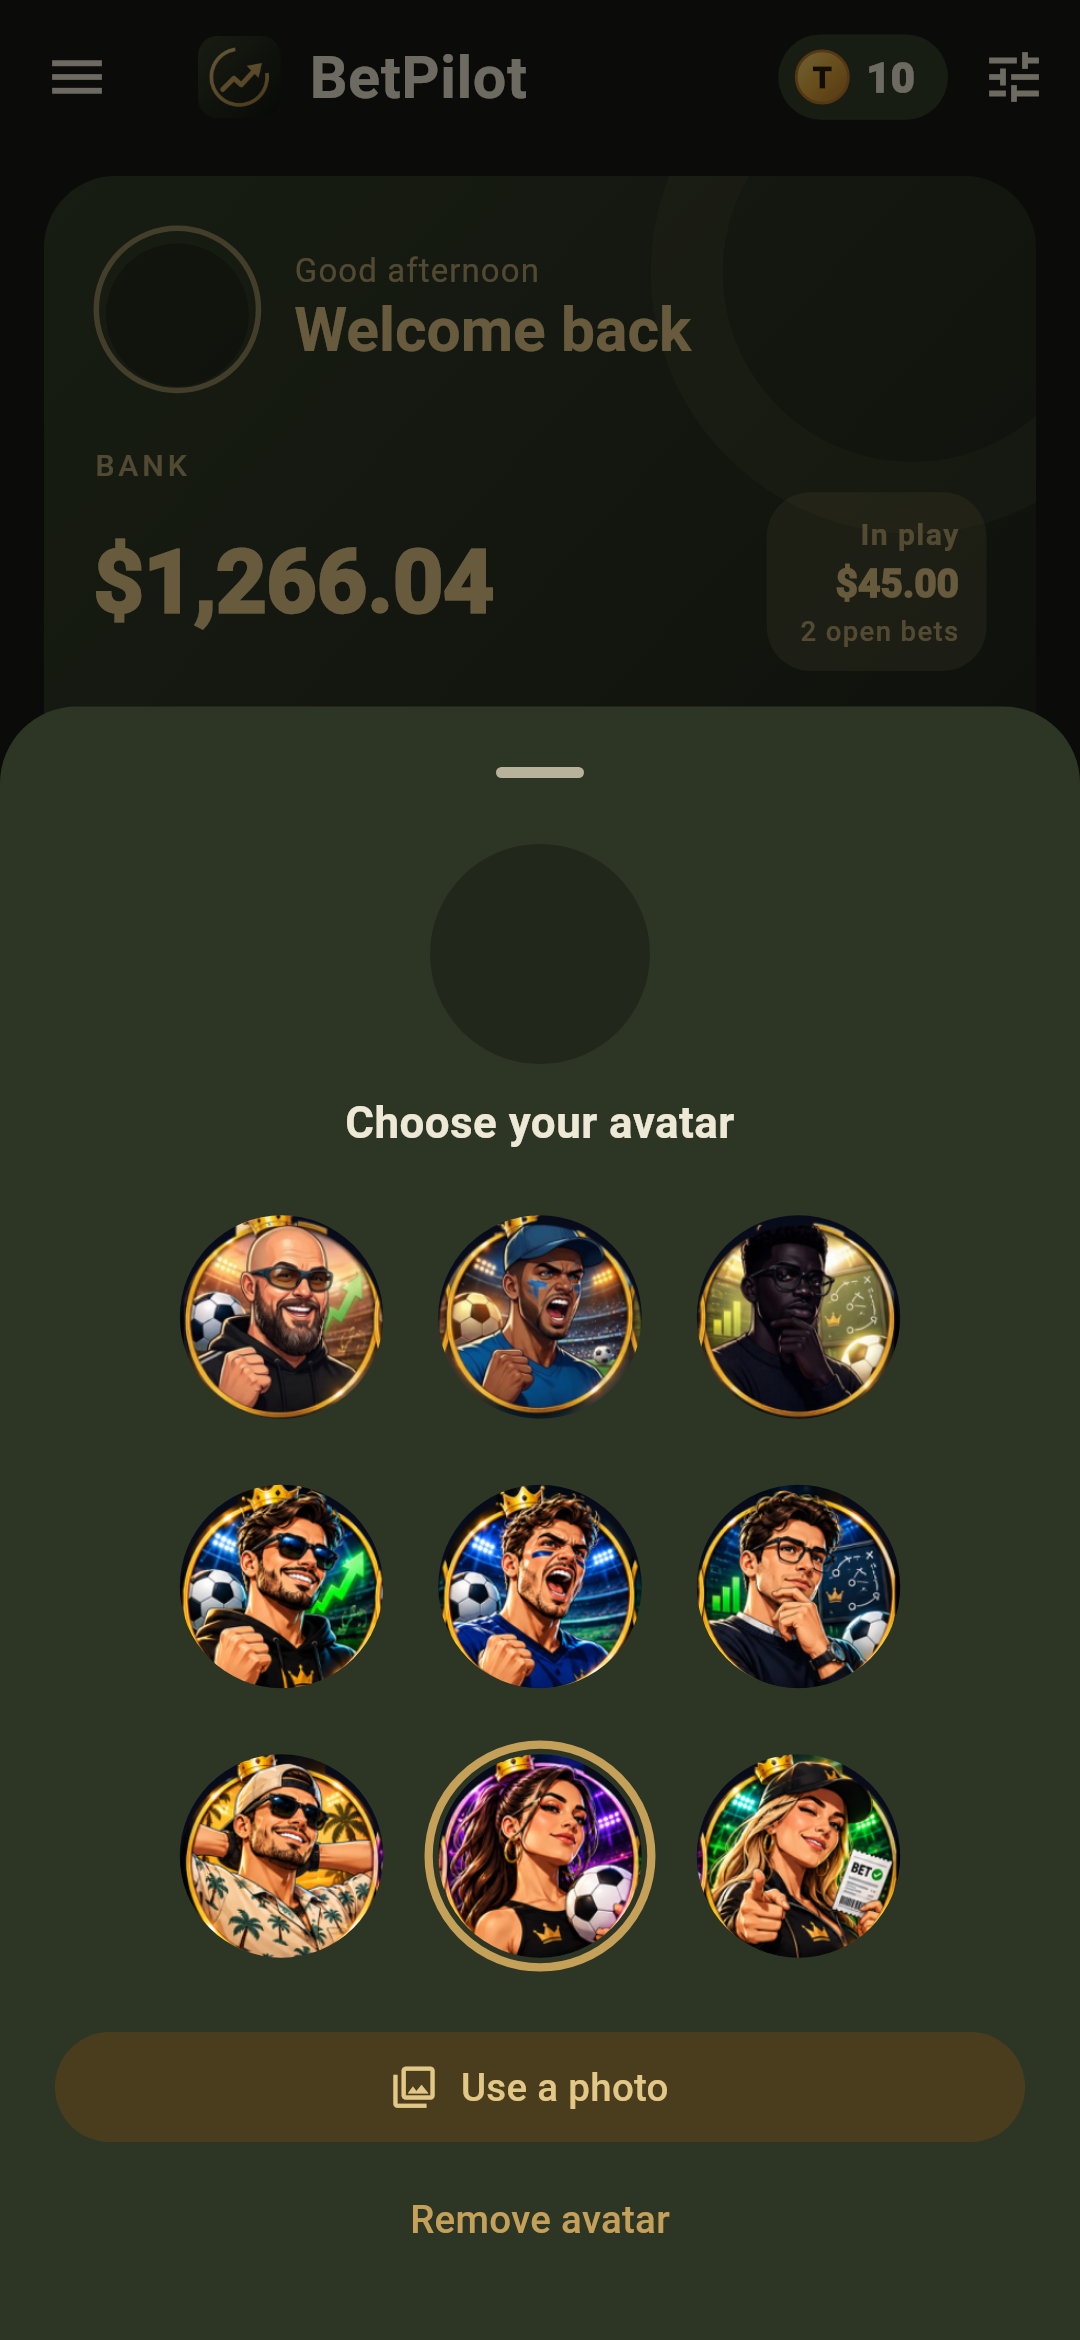 BetPilot
T 10
Good afternoon
Welcome back
BANK
$1,266.04
In play
$45.00
2 open bets
Choose your avatar
BET
Use a photo
Remove avatar